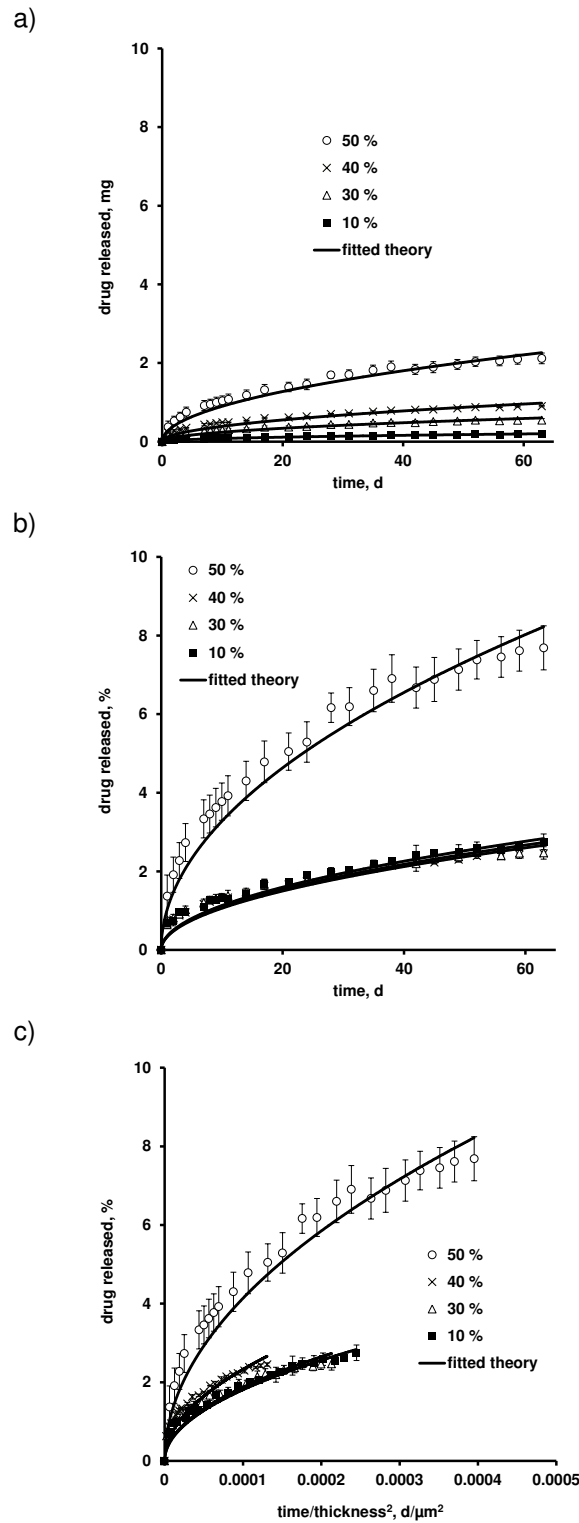 a)
10
8
6
4
2
0
drug released, mg
50 %
40 %
30 %
10 %
fitted theory
0 20 40 60
time, d
b)
10
8
6
4
2
0
drug released, %
50 %
40 %
30 %
10 %
fitted theory
0 20 40 60
time, d
c)
10
8
6
4
2
0
drug released, %
50 %
40 %
30 %
10 %
fitted theory
0 0.0001 0.0002 0.0003 0.0004 0.0005
time/thickness², d/µm²